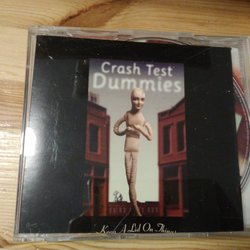 Crash Test
Dummies
Keep A Lid On Things